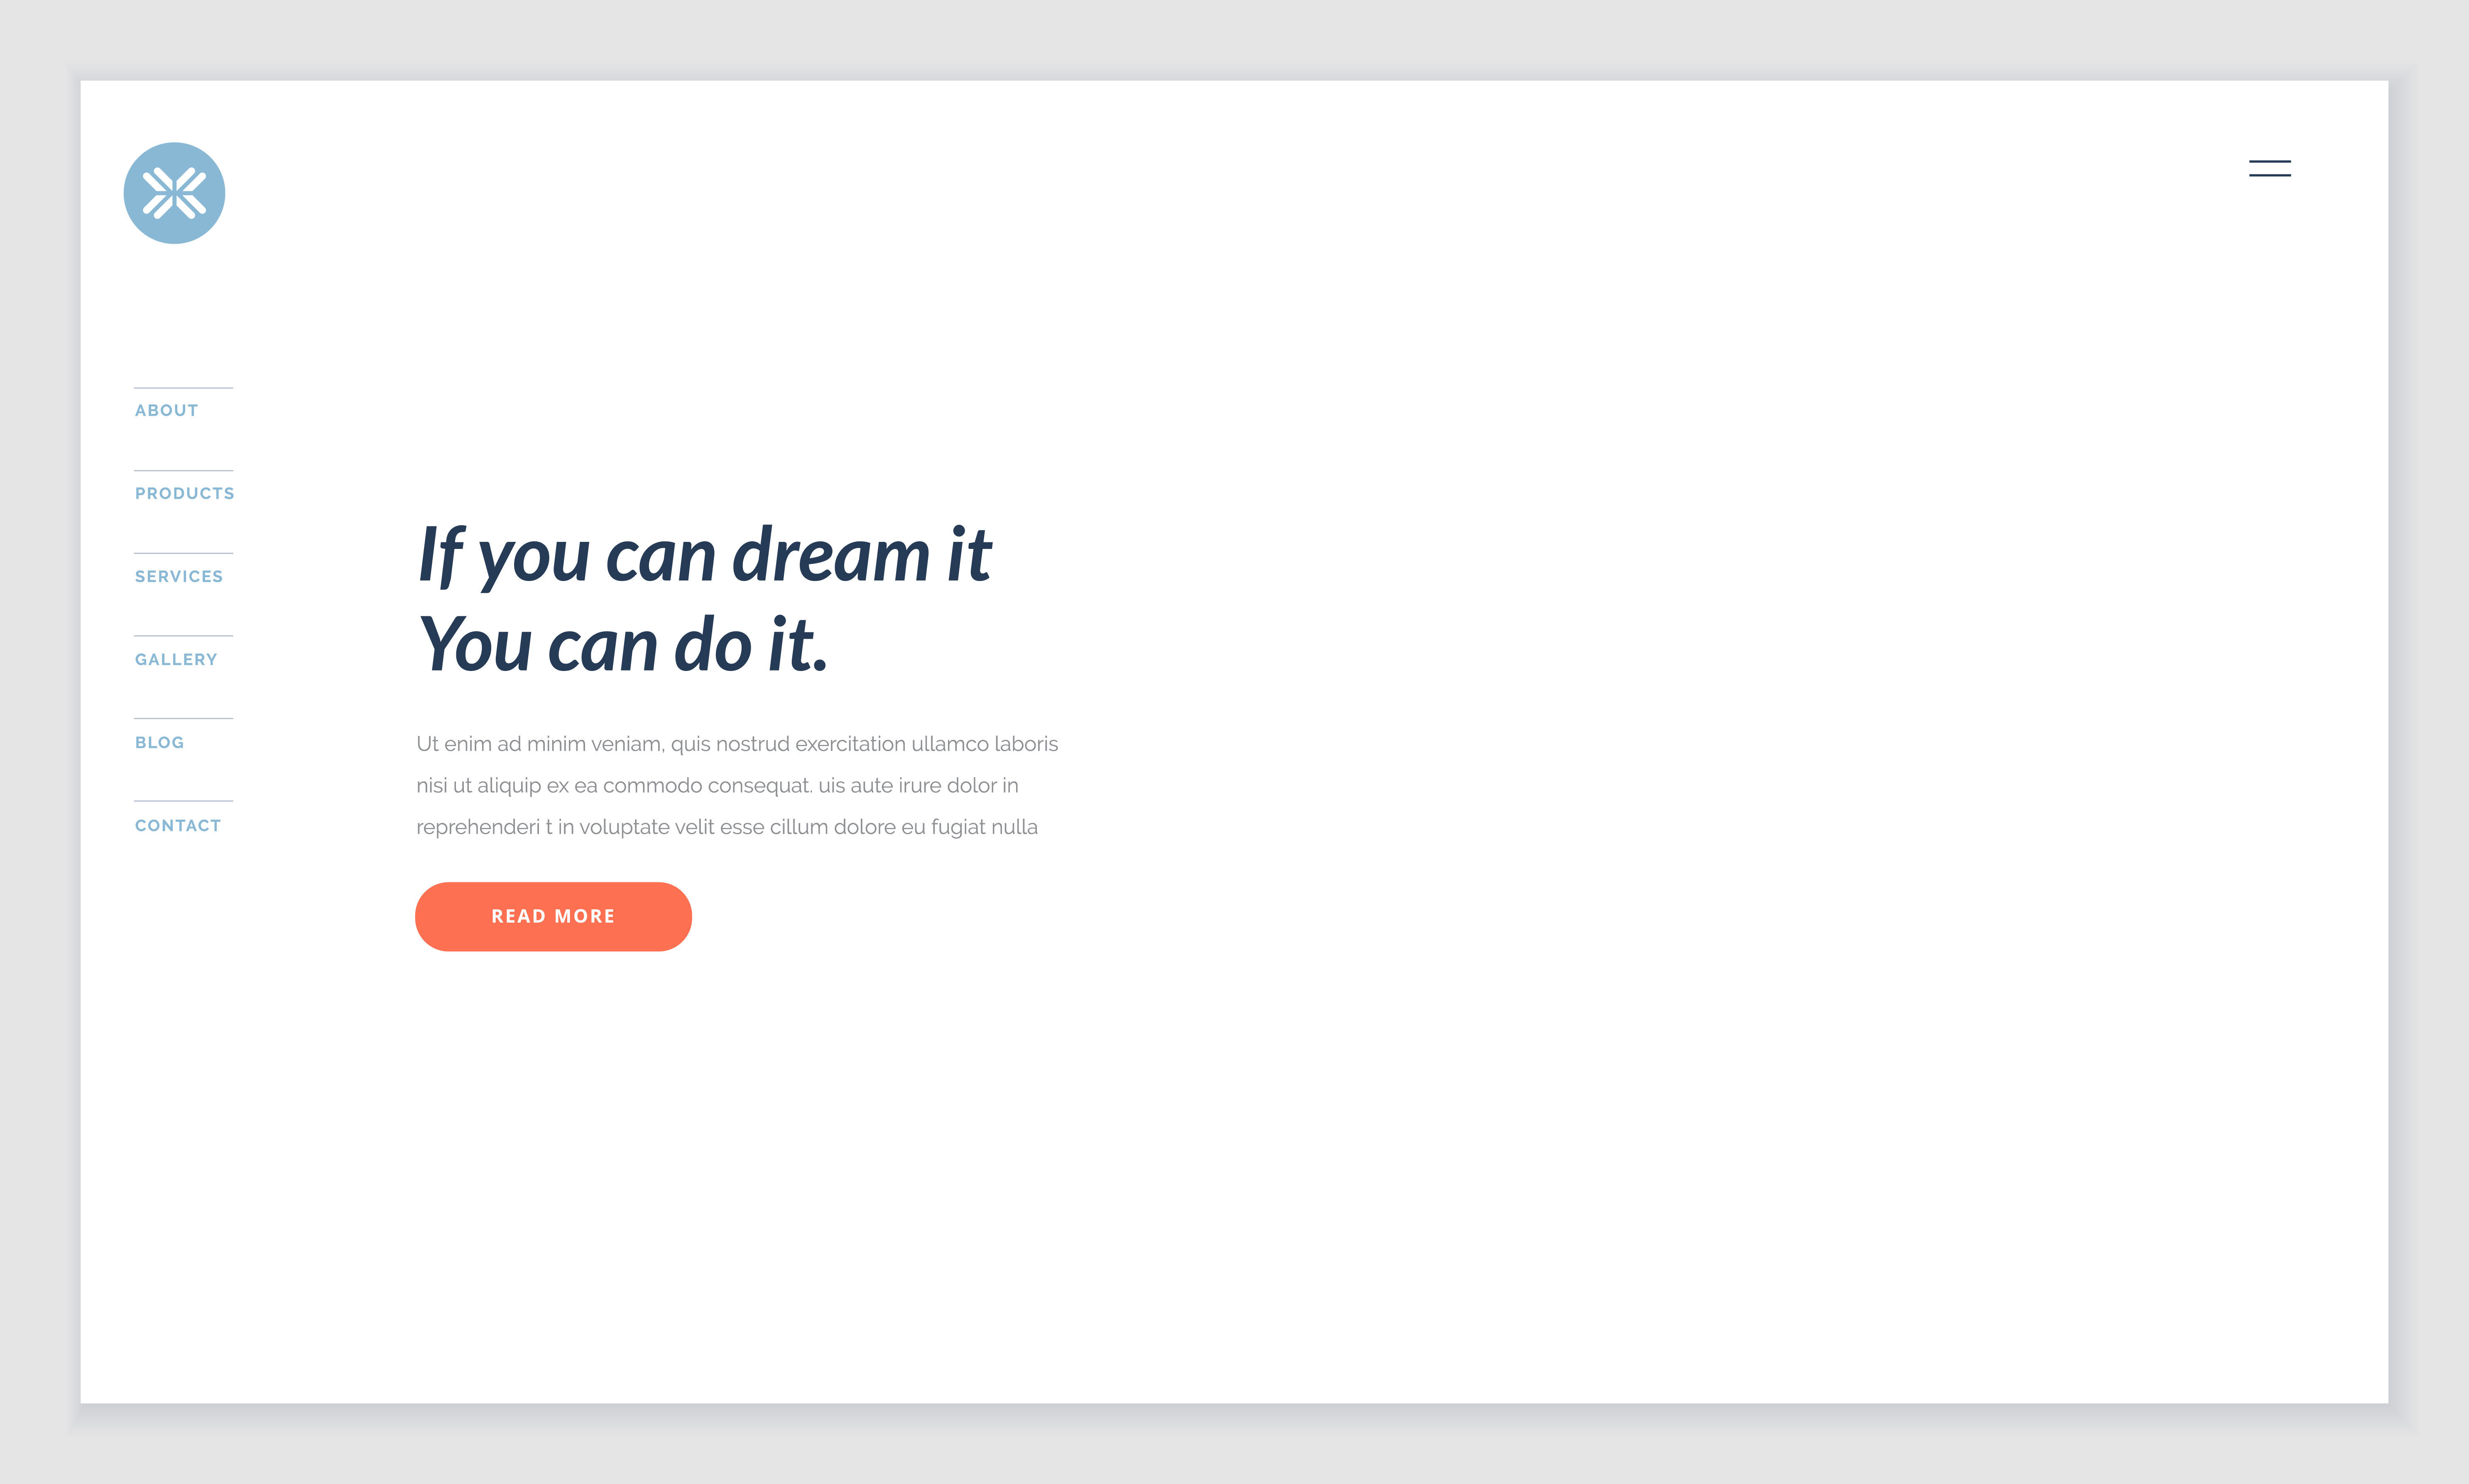 ABOUT
PRODUCTS
SERVICES
GALLERY
BLOG
CONTACT
If you can dream it
You can do it.
Ut enim ad minim veniam, quis nostrud exercitation ullamco laboris
nisi ut aliquip ex ea commodo consequat. uis aute irure dolor in
reprehenderi t in voluptate velit esse cillum dolore eu fugiat nulla
READ MORE